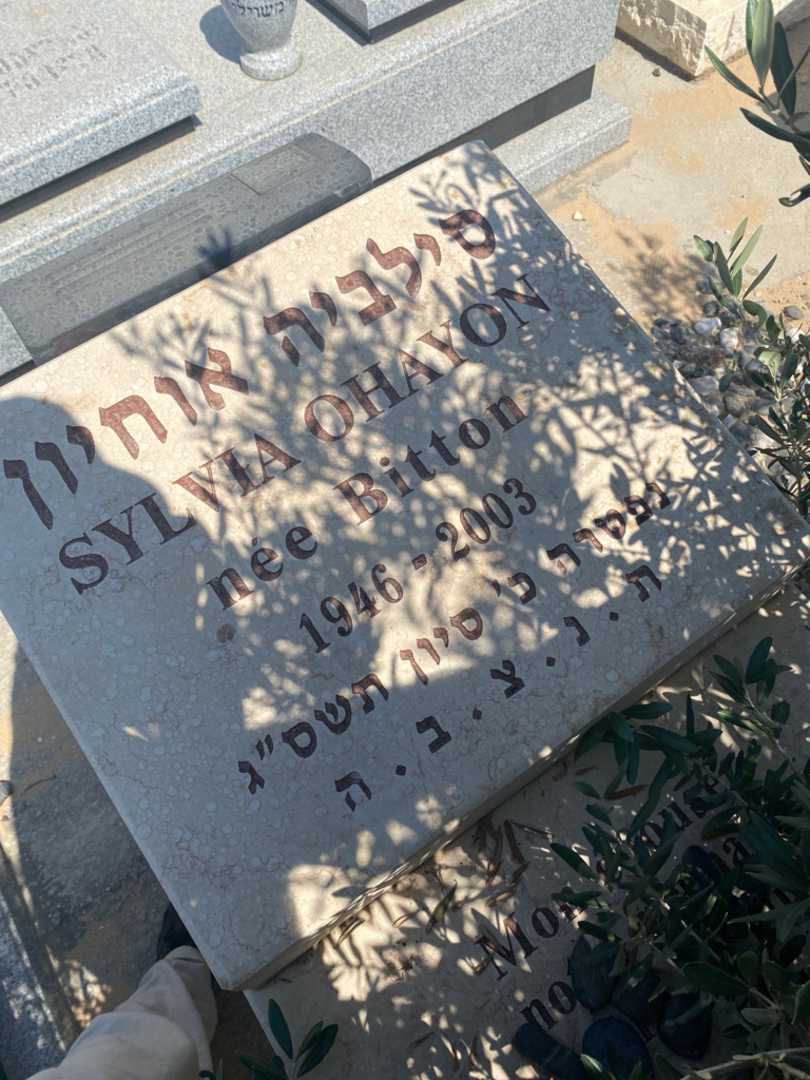 סילביה אוחיון
SYLVIA OHAYON
née Bitton
1946 - 2003
נפטרה כ' סיון תשס"ג
ת . נ . צ . ב . ה